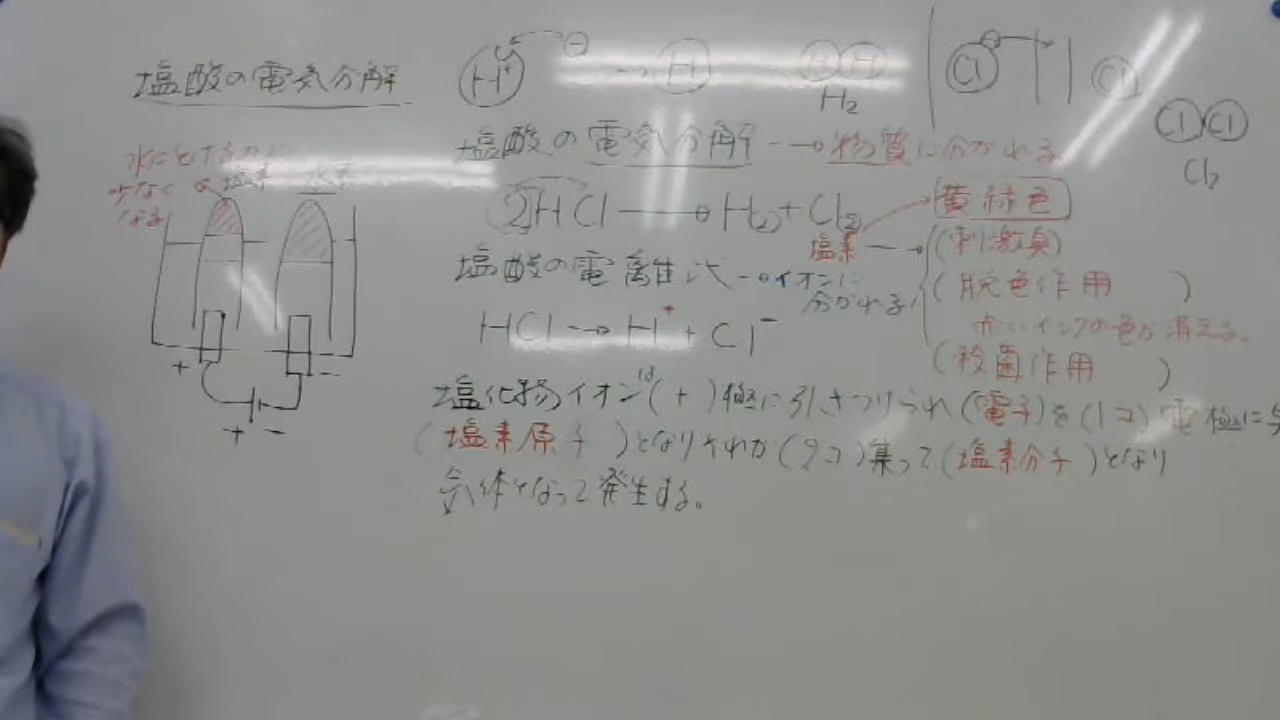 塩酸の電気分解
水にとけるので
少なく
なる
塩素
水素
+
-
+ -
H⁺ ⊖ → H
H H
H₂
Cl ⊖ → Cl
Cl Cl
Cl₂
塩酸の電気分解 → 物質に分かれる
2HCl → H₂ + Cl₂
黄緑色
塩素 → (刺激臭)
塩酸の電離式 → イオンに
分かれる!
(脱色作用 )
赤いインクの色が消える。
HCl → H⁺ + Cl⁻
(殺菌作用 )
塩化物イオンは(+)極に引きつけられ(電子)を(1コ)電極に
(塩素原子 )となりそれが(2コ)集って(塩素分子 )となり
気体となって発生する。